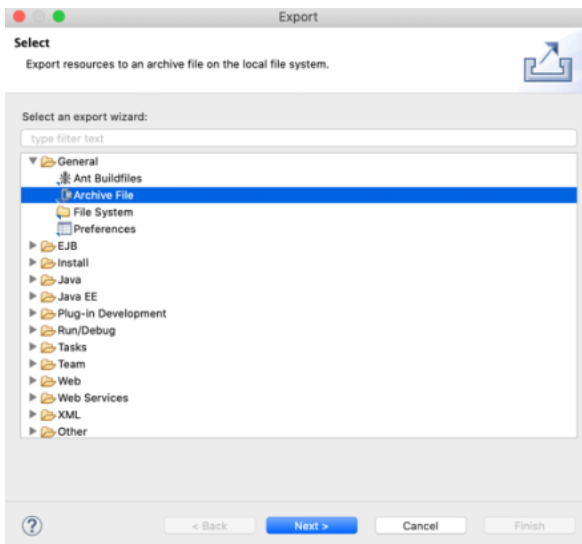 Export
Select
Export resources to an archive file on the local file system.
Select an export wizard:
type filter text
General
Ant Buildfiles
Archive File
File System
Preferences
EJB
Install
Java
Java EE
Plug-in Development
Run/Debug
Tasks
Team
Web
Web Services
XML
Other
? < Back Next > Cancel Finish